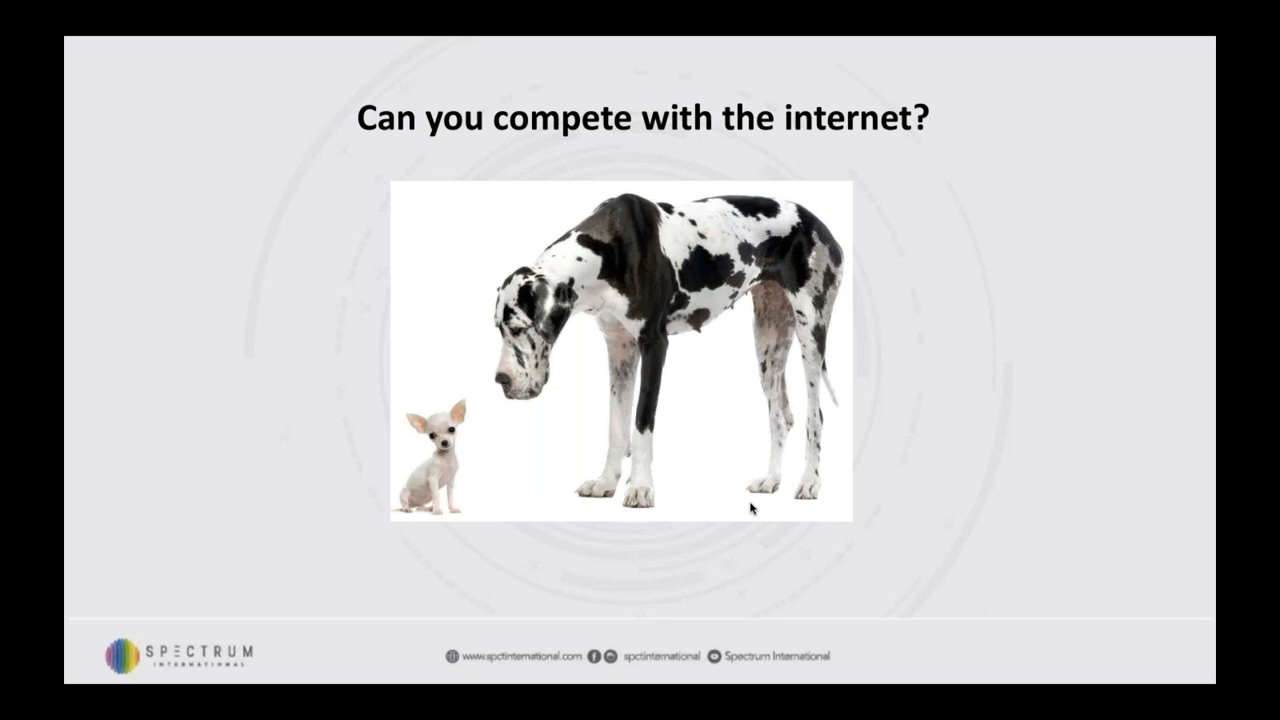 Can you compete with the internet?
SPECTRUM
INTERNATIONAL
www.spctinternational.com spctinternational Spectrum International